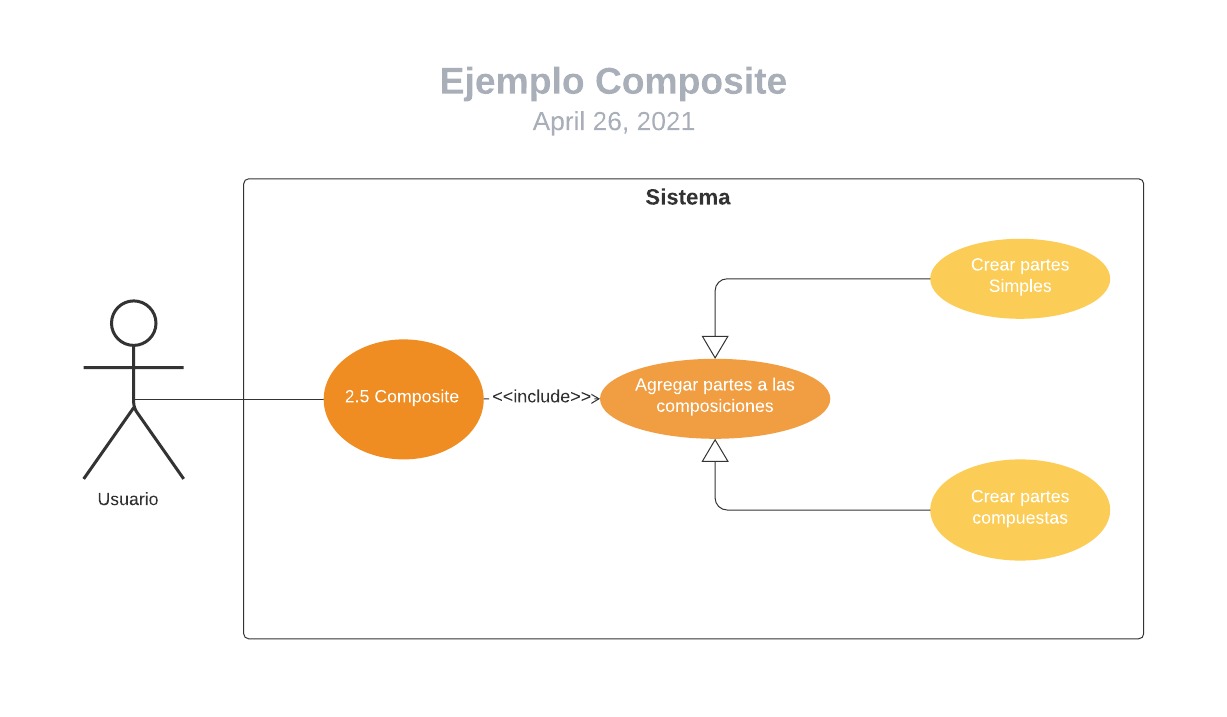 Ejemplo Composite
April 26, 2021
Sistema
Crear partes
Simples
2.5 Composite
<<include>>
Agregar partes a las
composiciones
Usuario
Crear partes
compuestas